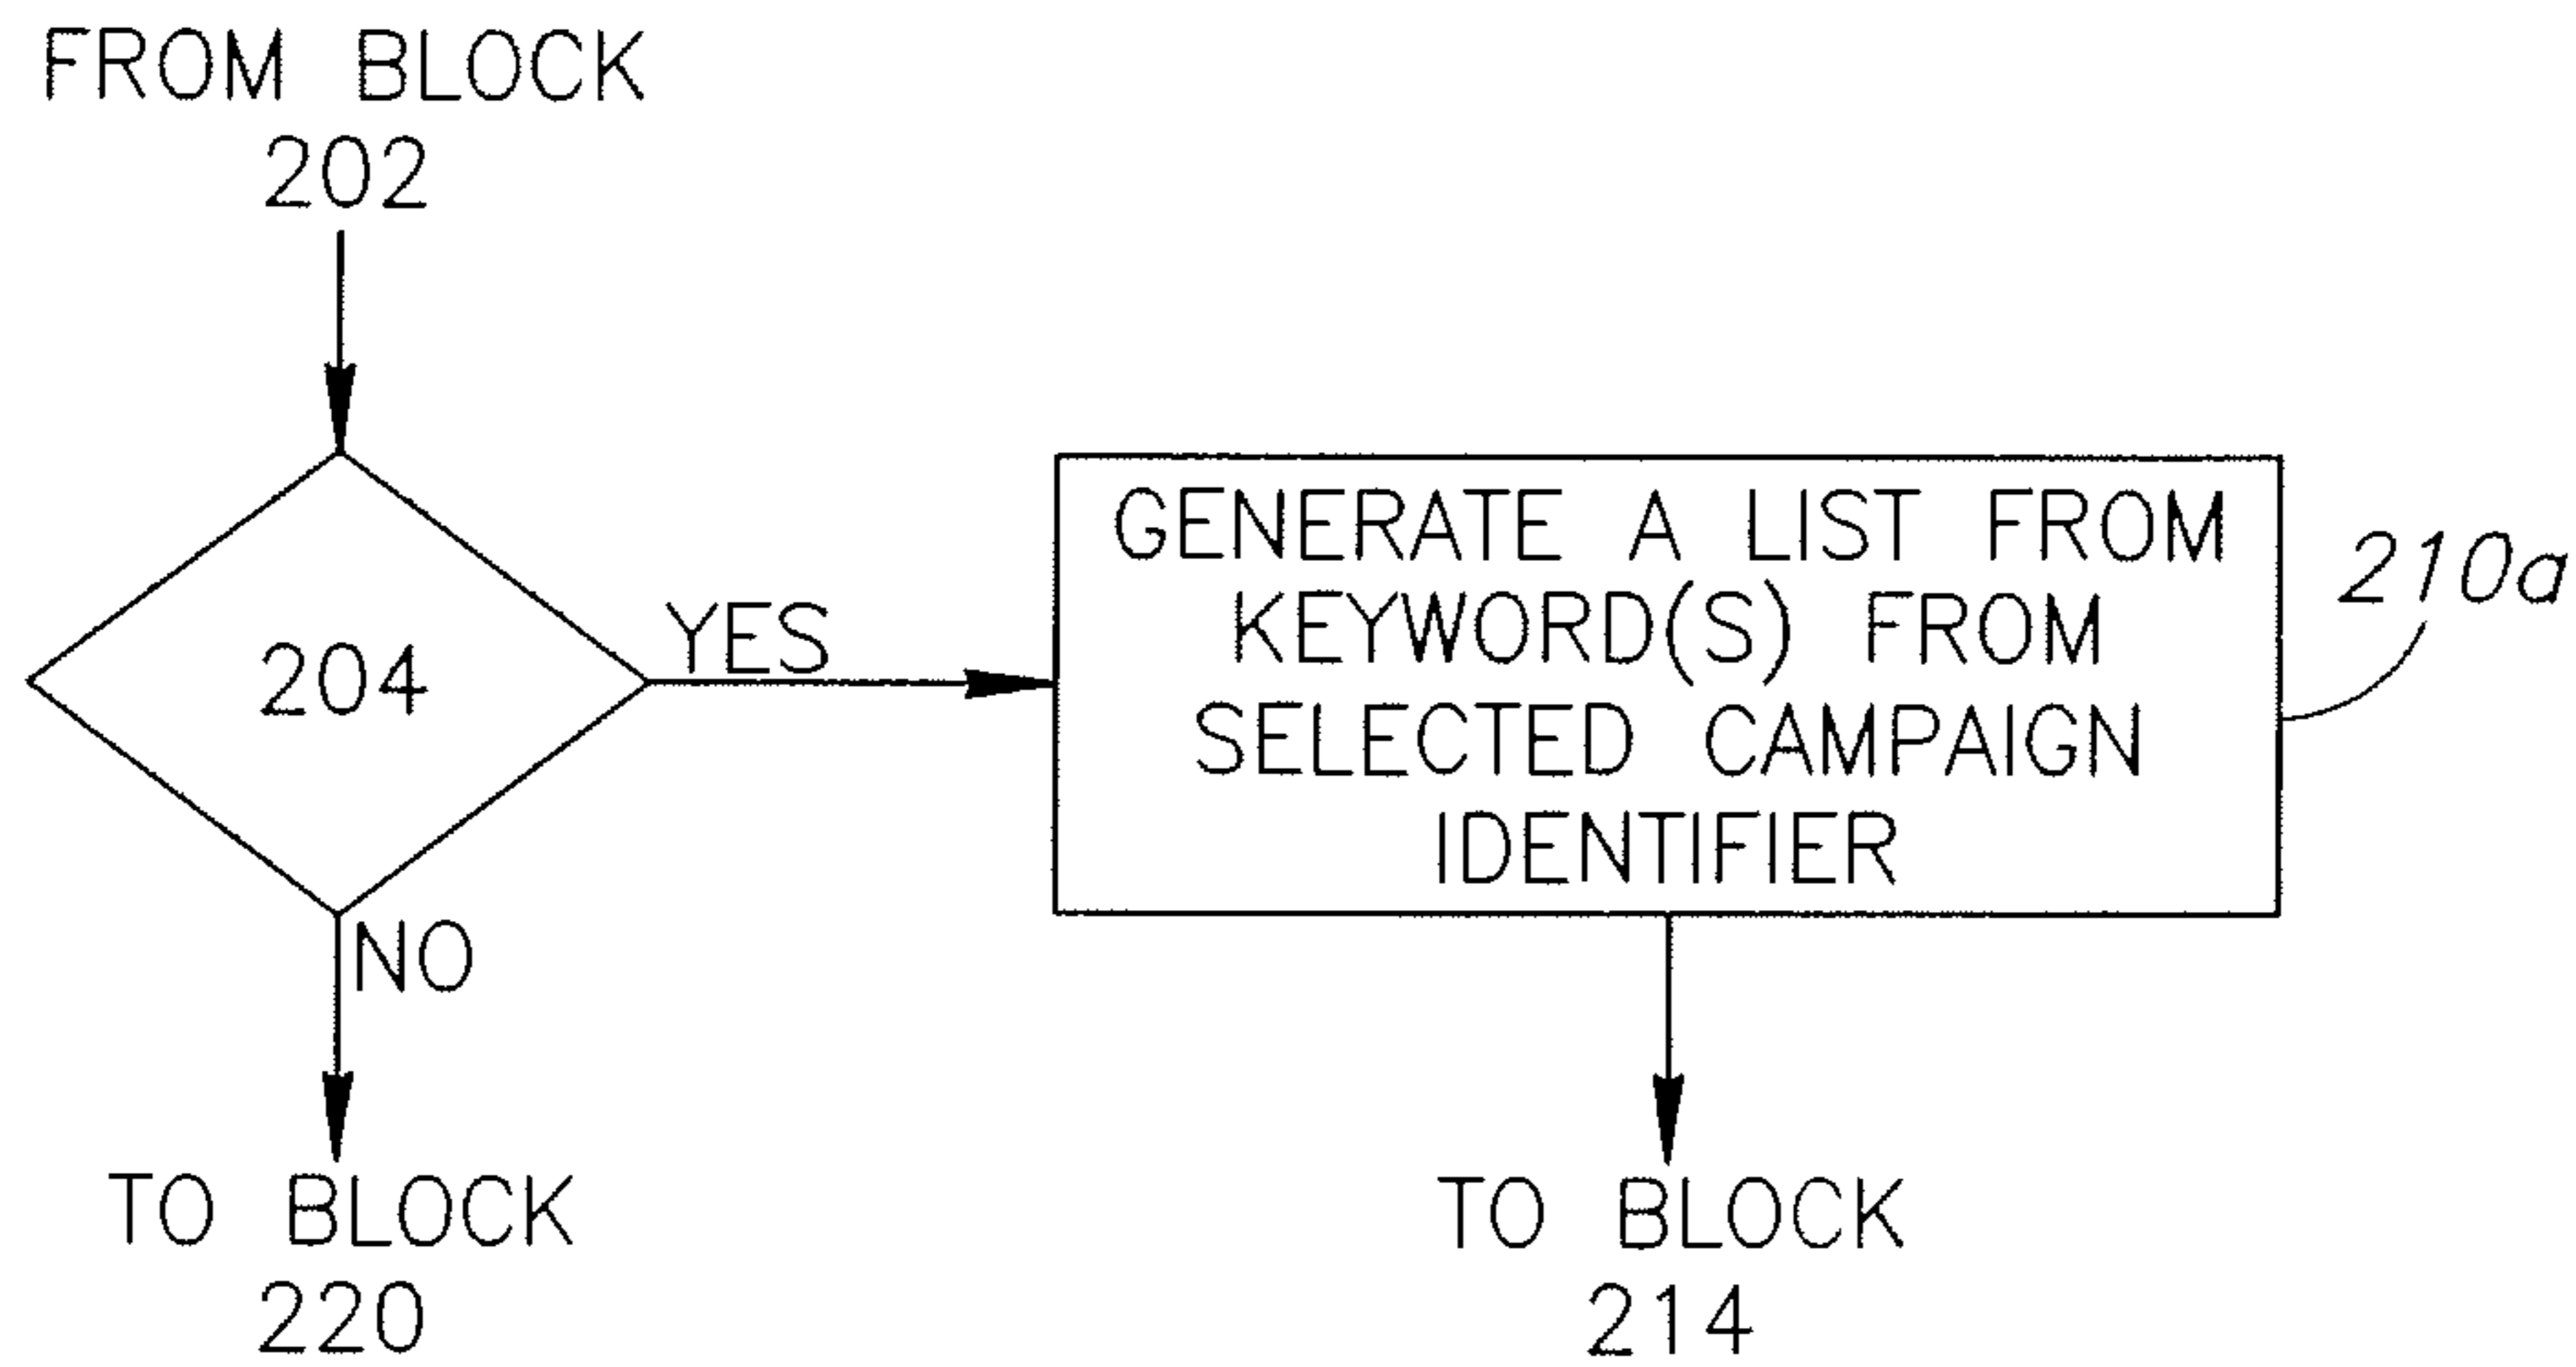 FROM BLOCK
202
204
YES
GENERATE A LIST FROM
KEYWORD(S) FROM
SELECTED CAMPAIGN
IDENTIFIER
210a
NO
TO BLOCK
220
TO BLOCK
214